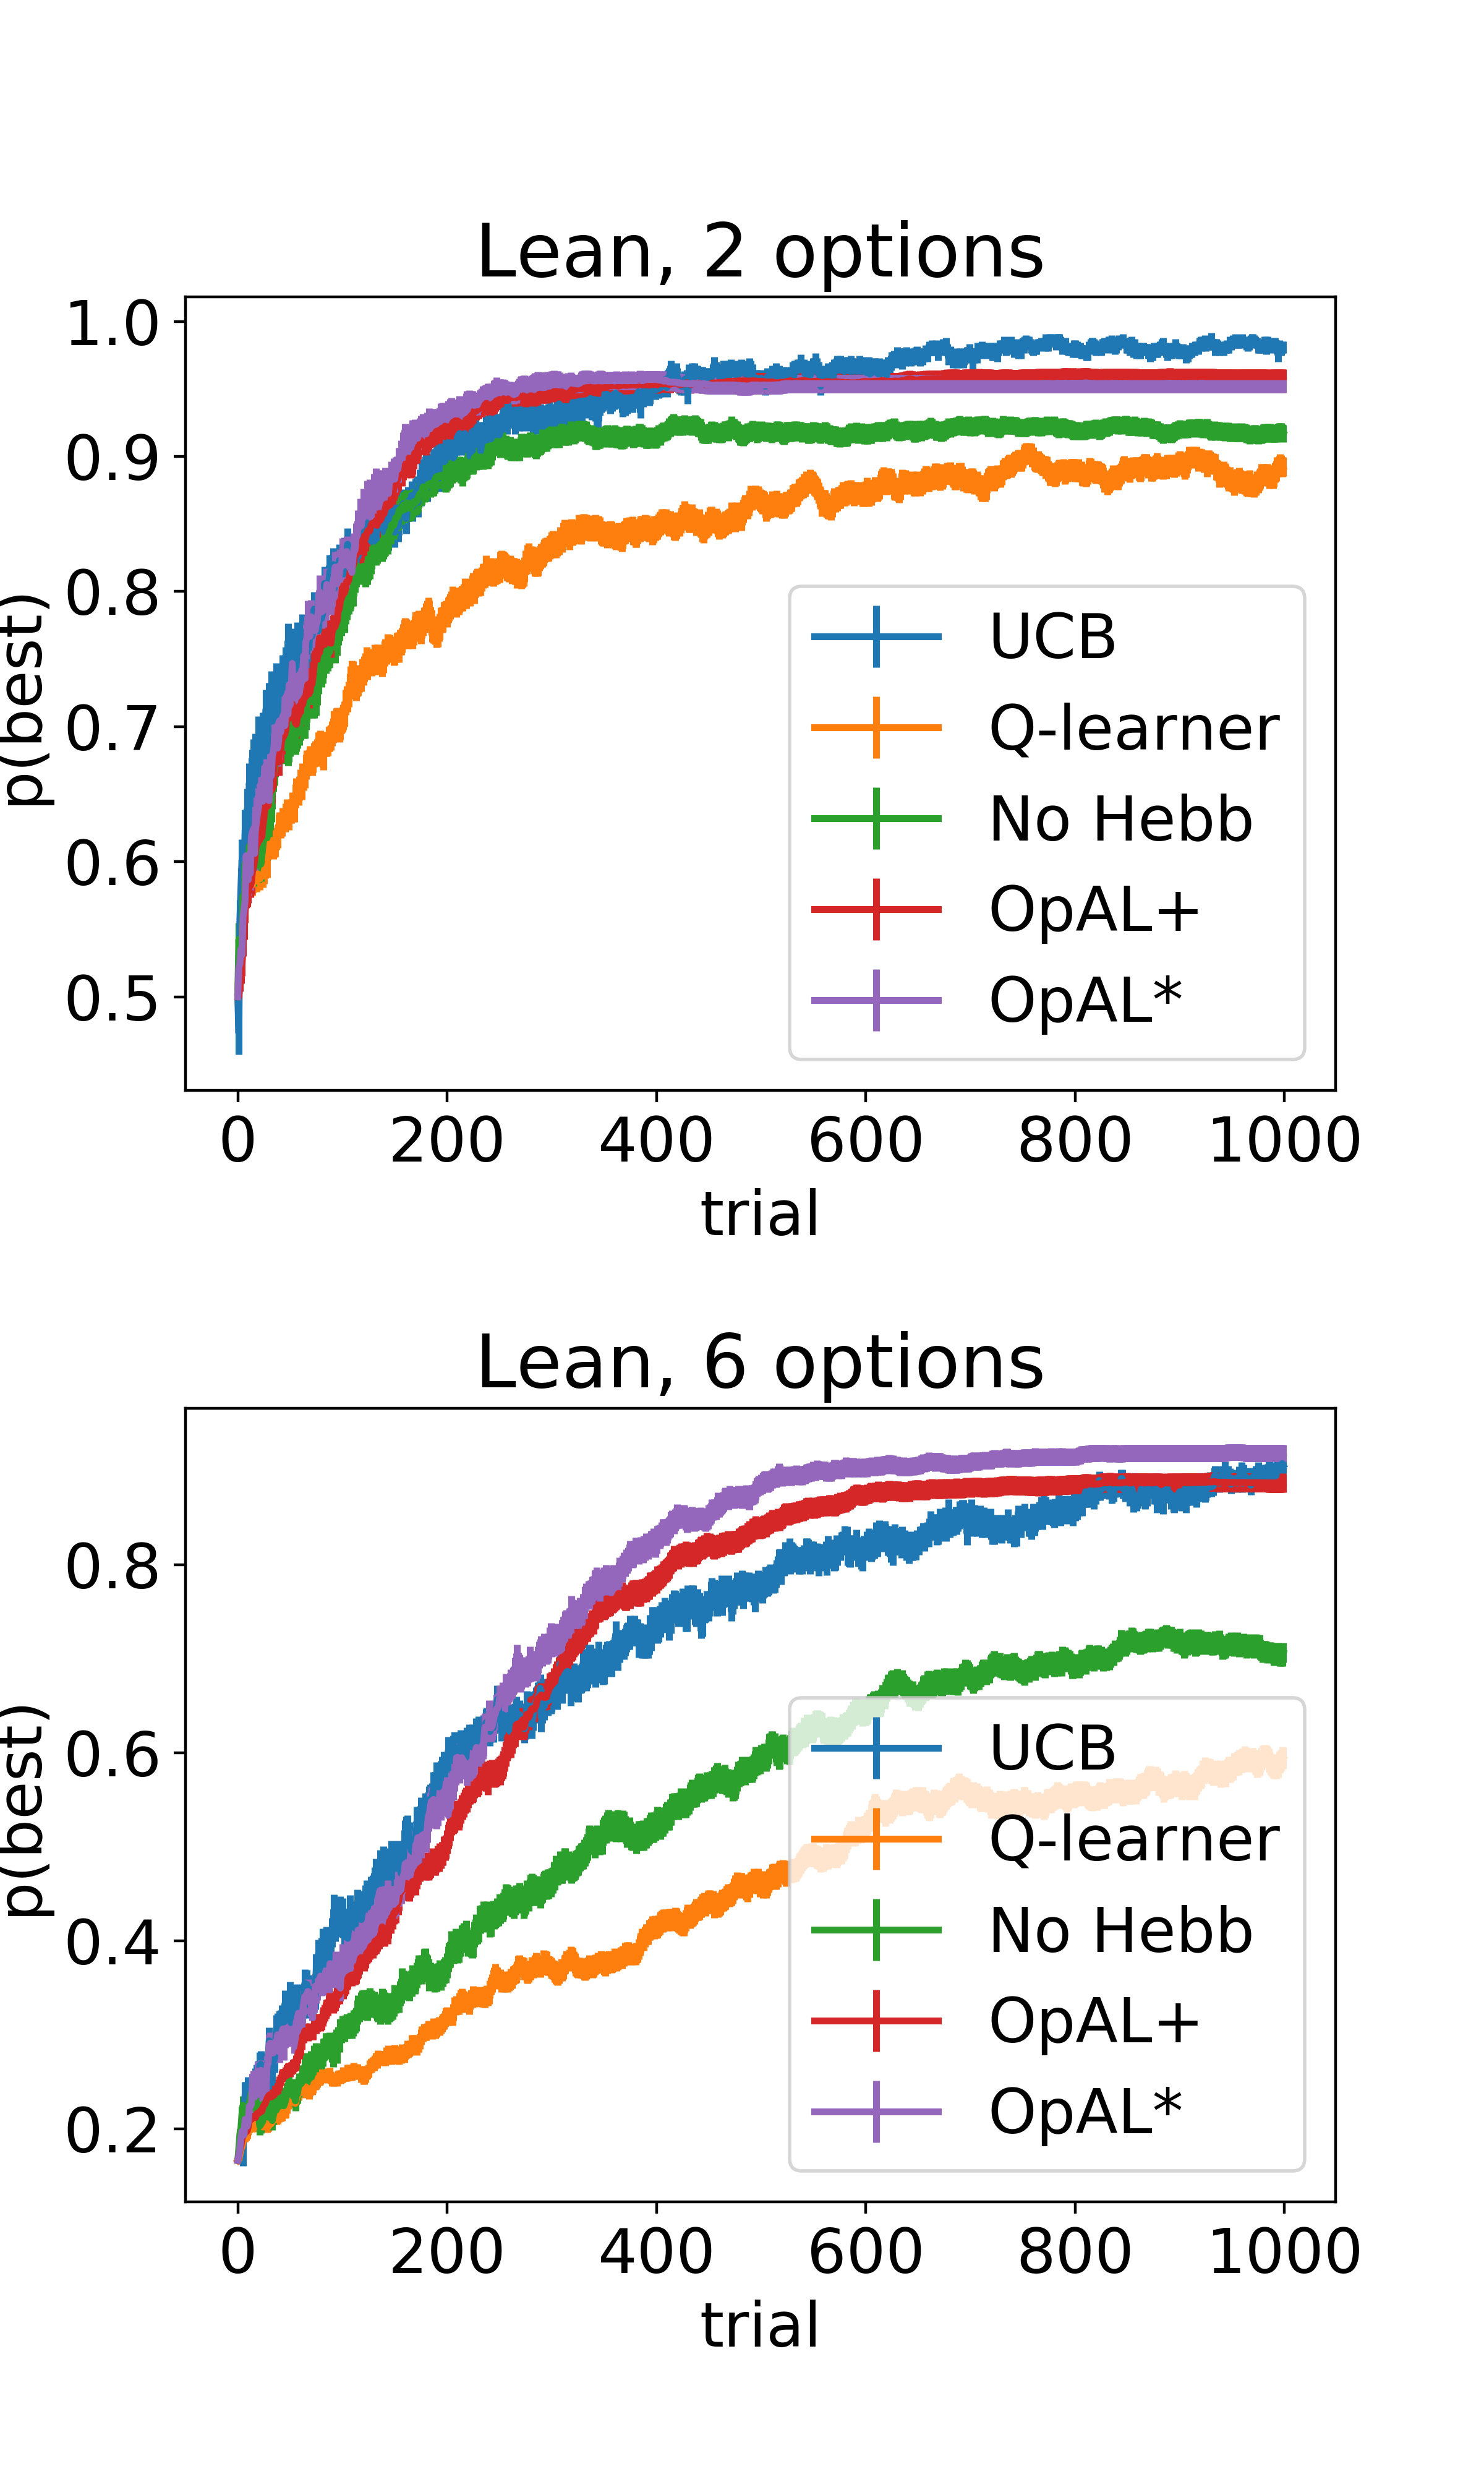 Lean, 2 options
1.0
0.9
0.8
0.7
0.6
0.5
p(best)
UCB
Q-learner
No Hebb
OpAL+
OpAL*
0 200 400 600 800 1000
trial
Lean, 6 options
0.8
0.6
0.4
0.2
p(best)
UCB
Q-learner
No Hebb
OpAL+
OpAL*
0 200 400 600 800 1000
trial